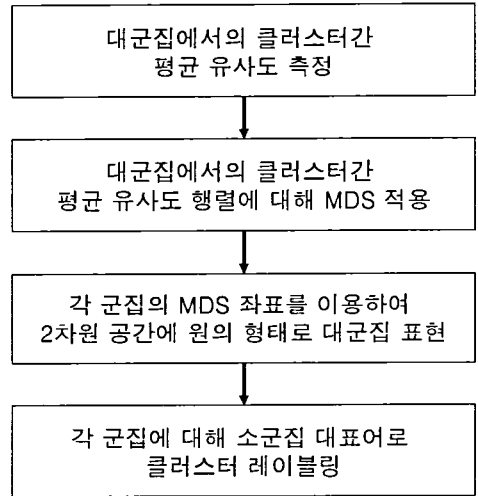 대군집에서의 클러스터간
평균 유사도 측정
대군집에서의 클러스터간
평균 유사도 행렬에 대해 MDS 적용
각 군집의 MDS 좌표를 이용하여
2차원 공간에 원의 형태로 대군집 표현
각 군집에 대해 소군집 대표어로
클러스터 레이블링